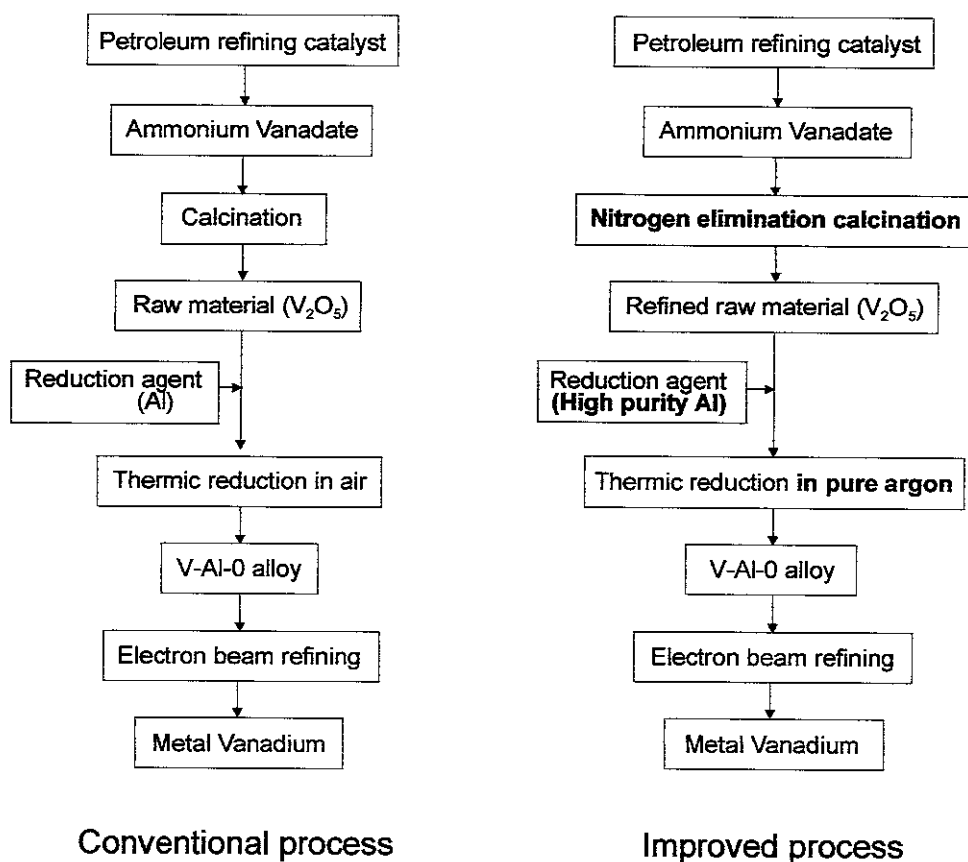 Petroleum refining catalyst
Ammonium Vanadate
Calcination
Raw material (V₂O₅)
Reduction agent
(Al)
Thermic reduction in air
V-Al-0 alloy
Electron beam refining
Metal Vanadium
Conventional process
Petroleum refining catalyst
Ammonium Vanadate
Nitrogen elimination calcination
Refined raw material (V₂O₅)
Reduction agent
(High purity Al)
Thermic reduction in pure argon
V-Al-0 alloy
Electron beam refining
Metal Vanadium
Improved process